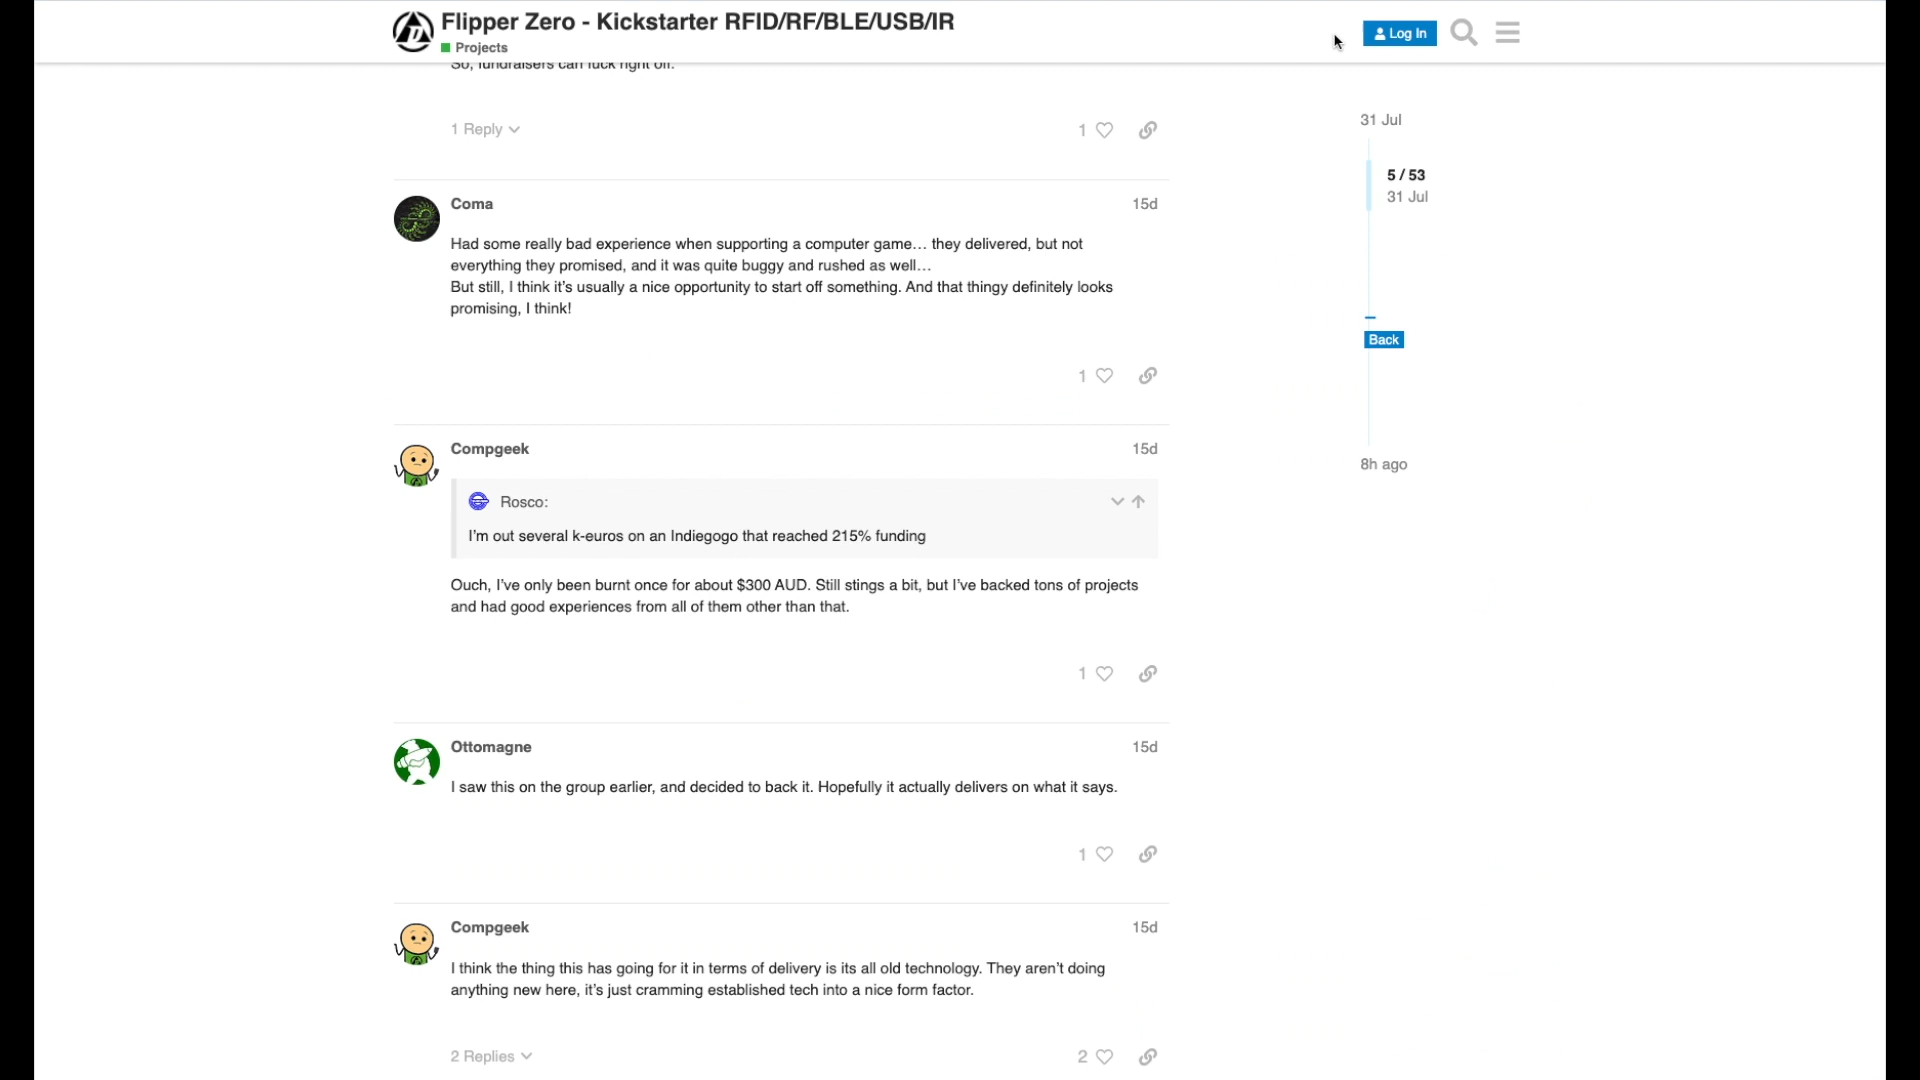 Flipper Zero - Kickstarter RFID/RF/BLE/USB/IR
Projects
Log In
So, fundraisers can fuck right off.
1 Reply
1
31 Jul
5 / 53
31 Jul
Back
8h ago
Coma
15d
Had some really bad experience when supporting a computer game… they delivered, but not
everything they promised, and it was quite buggy and rushed as well…
But still, I think it’s usually a nice opportunity to start off something. And that thingy definitely looks
promising, I think!
1
Compgeek
15d
Rosco:
I’m out several k-euros on an Indiegogo that reached 215% funding
Ouch, I’ve only been burnt once for about $300 AUD. Still stings a bit, but I’ve backed tons of projects
and had good experiences from all of them other than that.
1
Ottomagne
15d
I saw this on the group earlier, and decided to back it. Hopefully it actually delivers on what it says.
1
Compgeek
15d
I think the thing this has going for it in terms of delivery is its all old technology. They aren’t doing
anything new here, it’s just cramming established tech into a nice form factor.
2 Replies
2